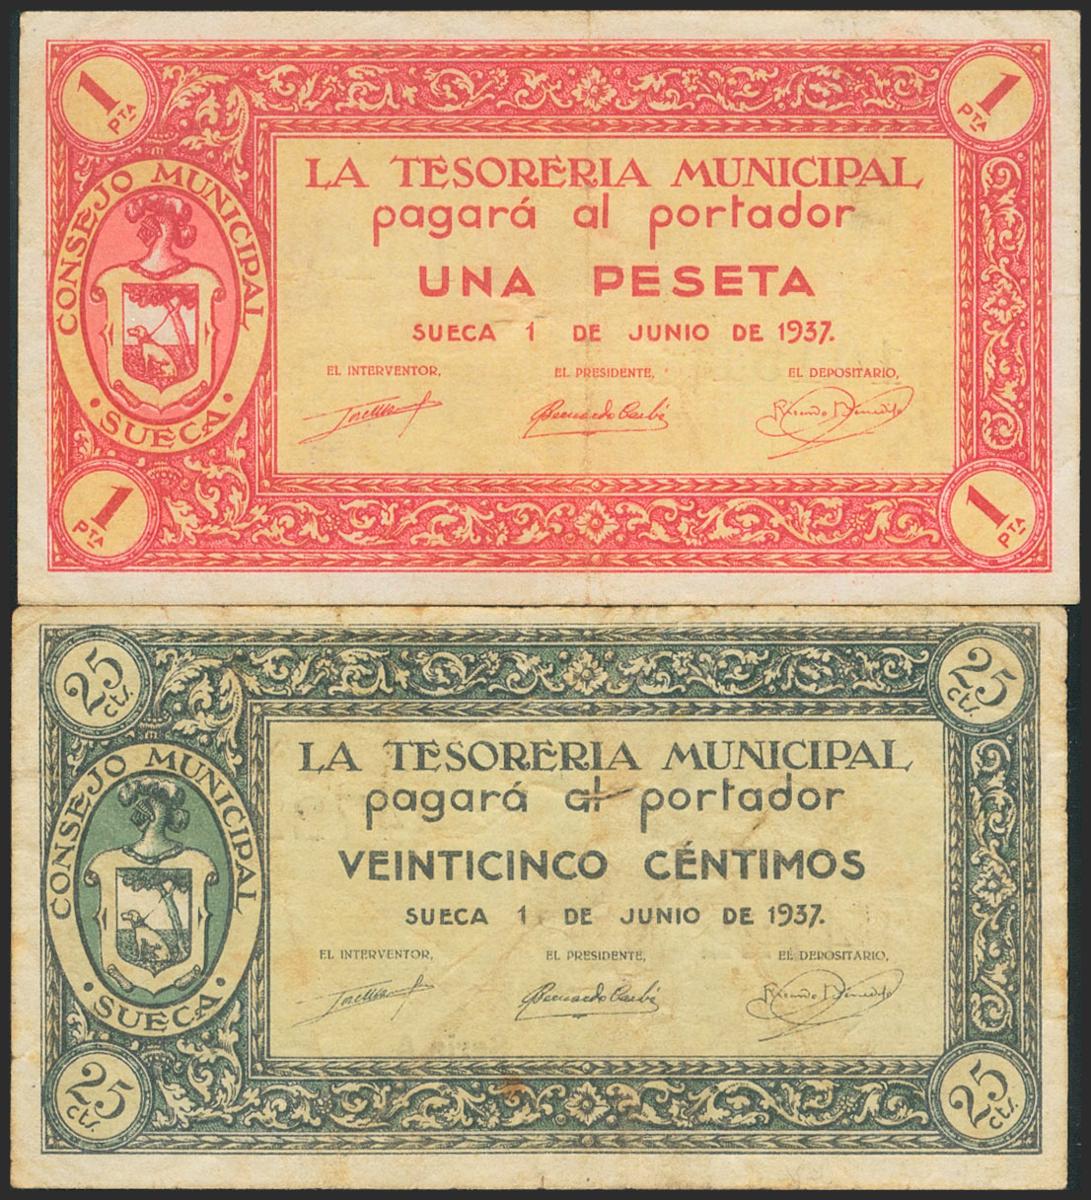 1 PTA
1 PTA
CONSEJO MUNICIPAL
· SUECA ·
LA TESORERIA MUNICIPAL
pagará al portador
UNA PESETA
SUECA 1 DE JUNIO DE 1937.
EL INTERVENTOR, EL PRESIDENTE, EL DEPOSITARIO,
Bernardo
1 PTA
1 PTA
25 cts.
25 cts.
CONSEJO MUNICIPAL
· SUECA ·
LA TESORERIA MUNICIPAL
pagará al portador
VEINTICINCO CÉNTIMOS
SUECA 1 DE JUNIO DE 1937.
EL INTERVENTOR, EL PRESIDENTE, EL DEPOSITARIO,
Bernardo
25 cts.
25 cts.